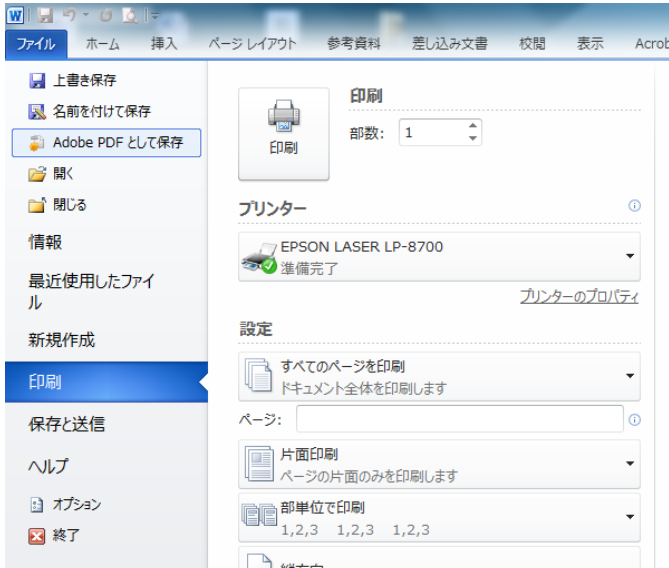 ファイル ホーム 挿入 ページ レイアウト 参考資料 差し込み文書 校閲 表示
上書き保存
名前を付けて保存
Adobe PDF として保存
開く
閉じる
情報
最近使用したファイ
ル
新規作成
印刷
保存と送信
ヘルプ
オプション
終了
印刷
印刷
部数: 1
プリンター
EPSON LASER LP-8700
準備完了
プリンターのプロパティ
設定
すべてのページを印刷
ドキュメント全体を印刷します
ページ:
片面印刷
ページの片面のみを印刷します
部単位で印刷
1,2,3 1,2,3 1,2,3